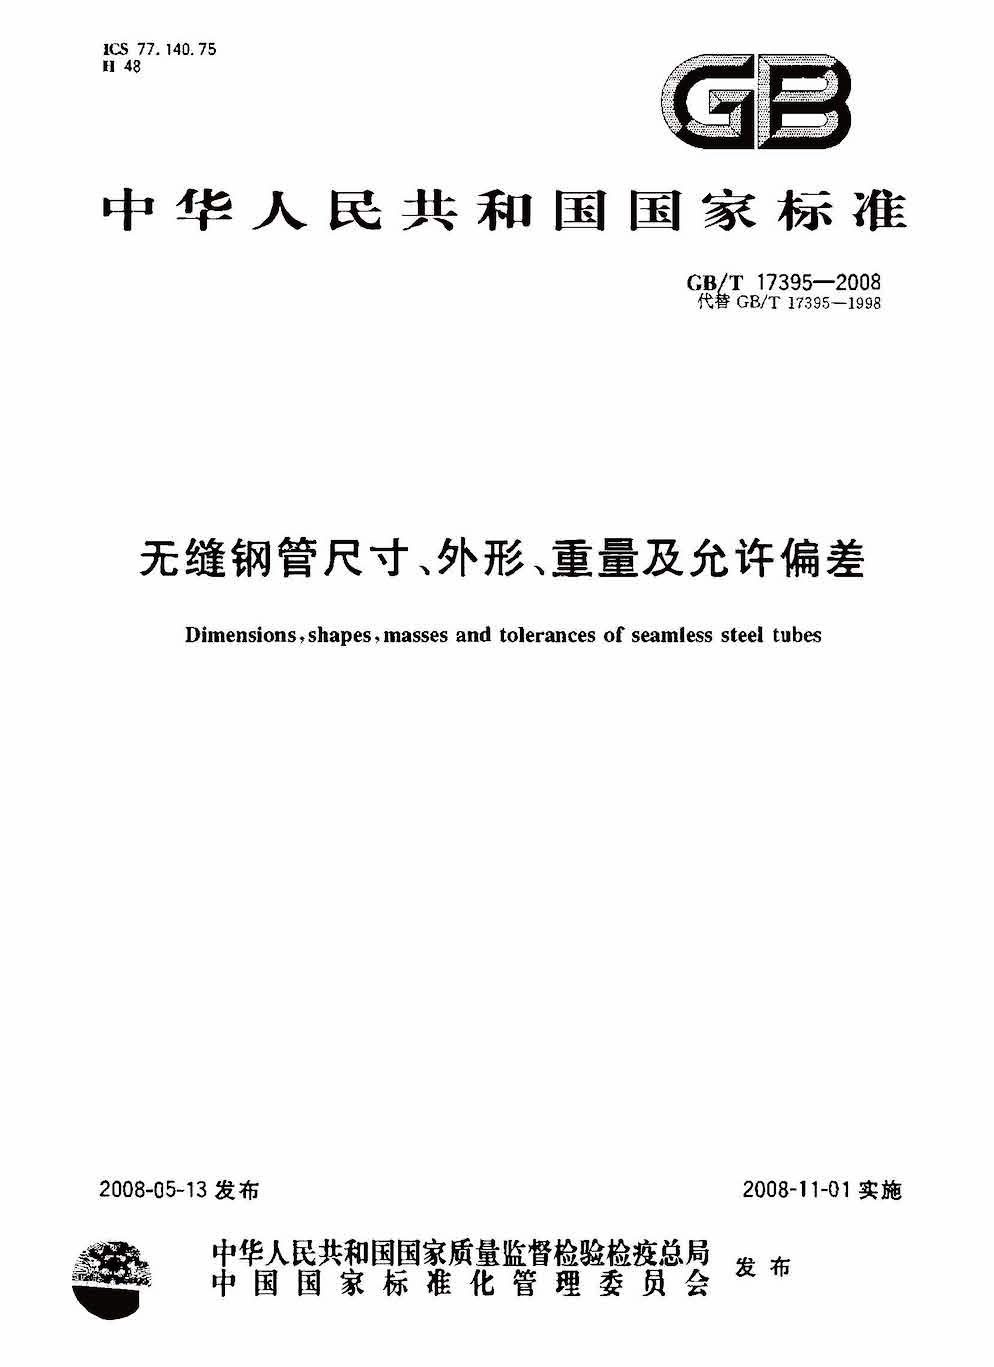 ICS 77.140.75
H 48
GB
中华人民共和国国家标准
GB/T 17395—2008
代替 GB/T 17395—1998
无缝钢管尺寸、外形、重量及允许偏差
Dimensions, shapes, masses and tolerances of seamless steel tubes
2008-05-13 发布
2008-11-01 实施
中华人民共和国国家质量监督检验检疫总局
中国国家标准化管理委员会
发布